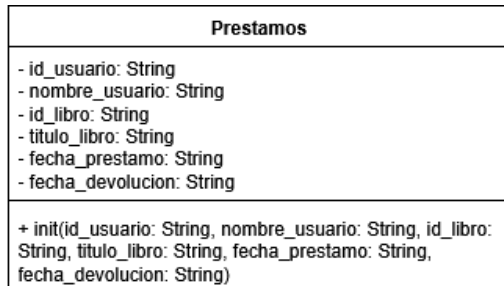 Prestamos
- id_usuario: String
- nombre_usuario: String
- id_libro: String
- titulo_libro: String
- fecha_prestamo: String
- fecha_devolucion: String
+ init(id_usuario: String, nombre_usuario: String, id_libro:
String, titulo_libro: String, fecha_prestamo: String,
fecha_devolucion: String)